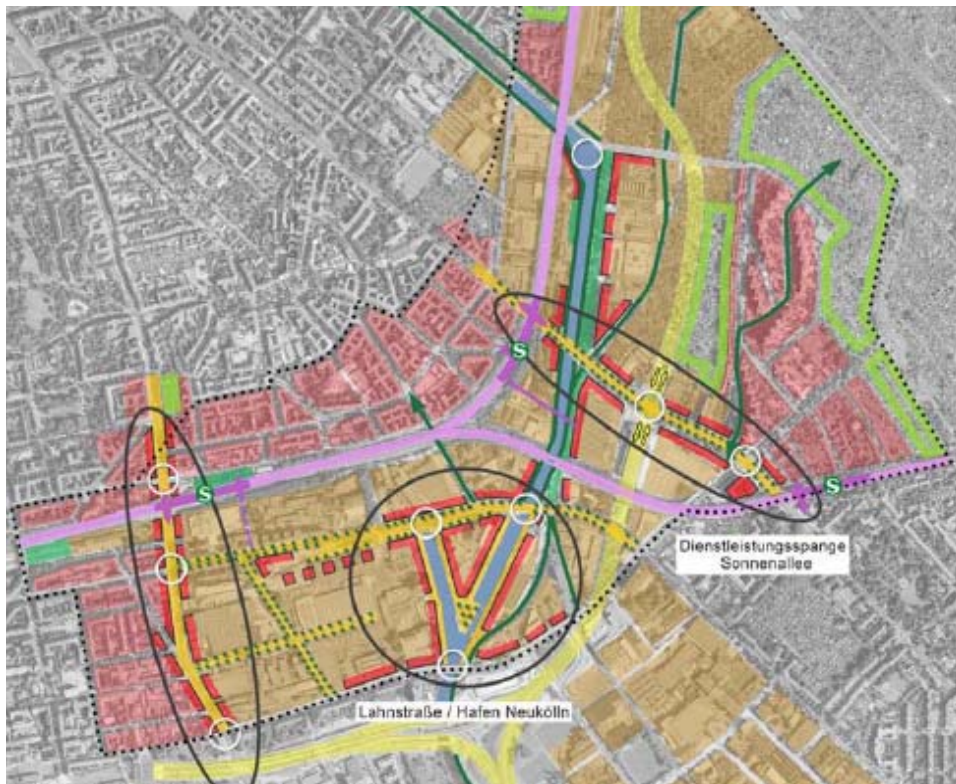 S
S
S
Dienstleistungsspange
Sonnenallee
Lahnstraße / Hafen Neukölln